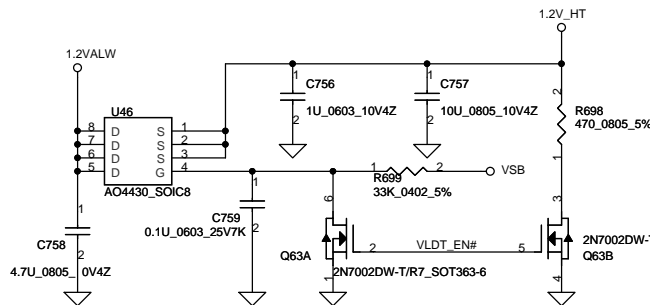 1.2V_HT
1.2VALW
U46
8 D S 1
7 D S 2
6 D S 3
5 D G 4
AO4430_SOIC8
1
C756
1U_0603_10V4Z
2
1
C757
10U_0805_10V4Z
2
2
R698
470_0805_5%
1
1
R699
33K_0402_5%
2
VSB
1
C758
4.7U_0805_ 0V4Z
2
1
C759
0.1U_0603_25V7K
2
6
Q63A
2
1
2N7002DW-T/R7_SOT363-6
VLDT_EN#
3
5
2N7002DW-T
Q63B
4